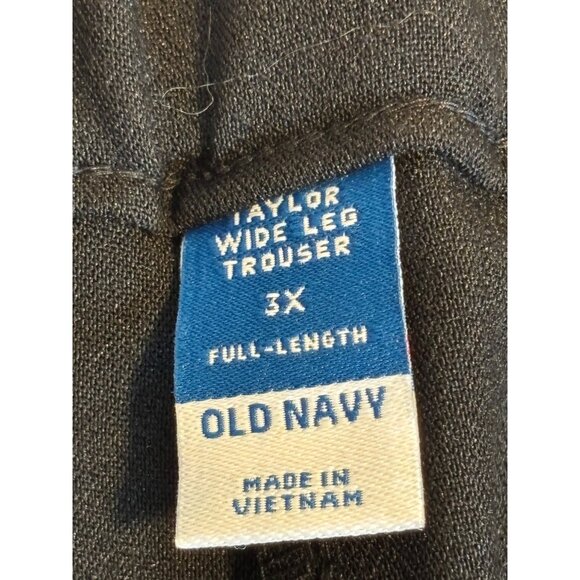 TAYLOR
WIDE LEG
TROUSER
3X
FULL-LENGTH
OLD NAVY
MADE IN
VIETNAM